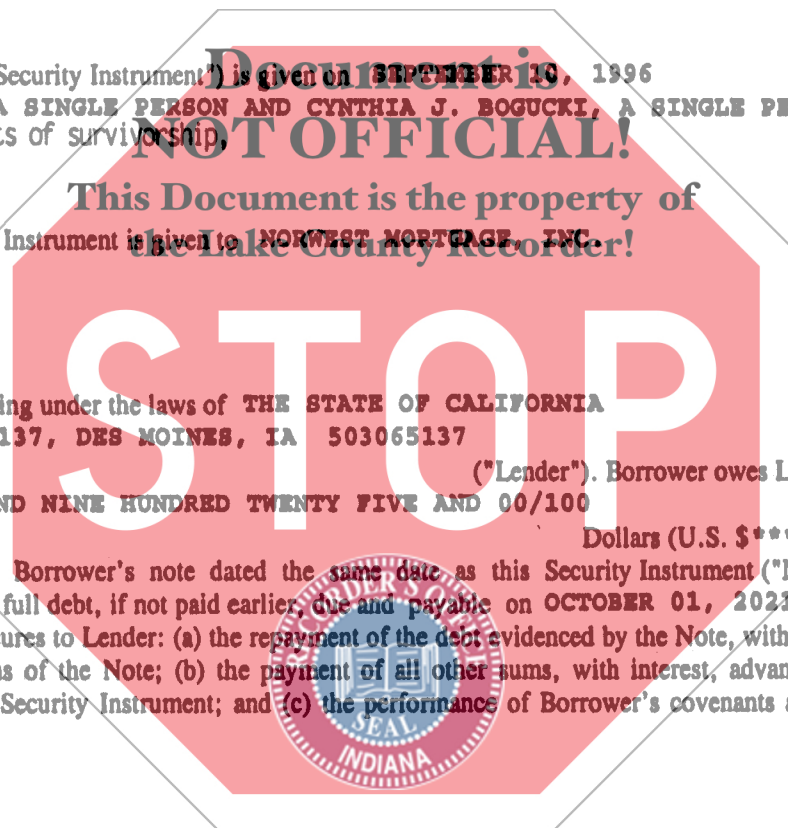 Document is
Security Instrument") is given on SEPTEMBER 10, 1996
A SINGLE PERSON AND CYNTHIA J. BOGUCKI, A SINGLE PE
ts of survivorship,
NOT OFFICIAL!
This Document is the property of
Instrument is given to NORWEST MORTGAGE, INC.
the Lake County Recorder!
STOP
ing under the laws of THE STATE OF CALIFORNIA
137, DES MOINES, IA 503065137
("Lender"). Borrower owes L
ND NINE HUNDRED TWENTY FIVE AND 00/100
Dollars (U.S. $***
Borrower's note dated the same date as this Security Instrument ("N
full debt, if not paid earlier, due and payable on OCTOBER 01, 2021
ures to Lender: (a) the repayment of the debt evidenced by the Note, with
ns of the Note; (b) the payment of all other sums, with interest, advan
Security Instrument; and (c) the performance of Borrower's covenants a
RECORDER'S OFFICE
SEAL
INDIANA